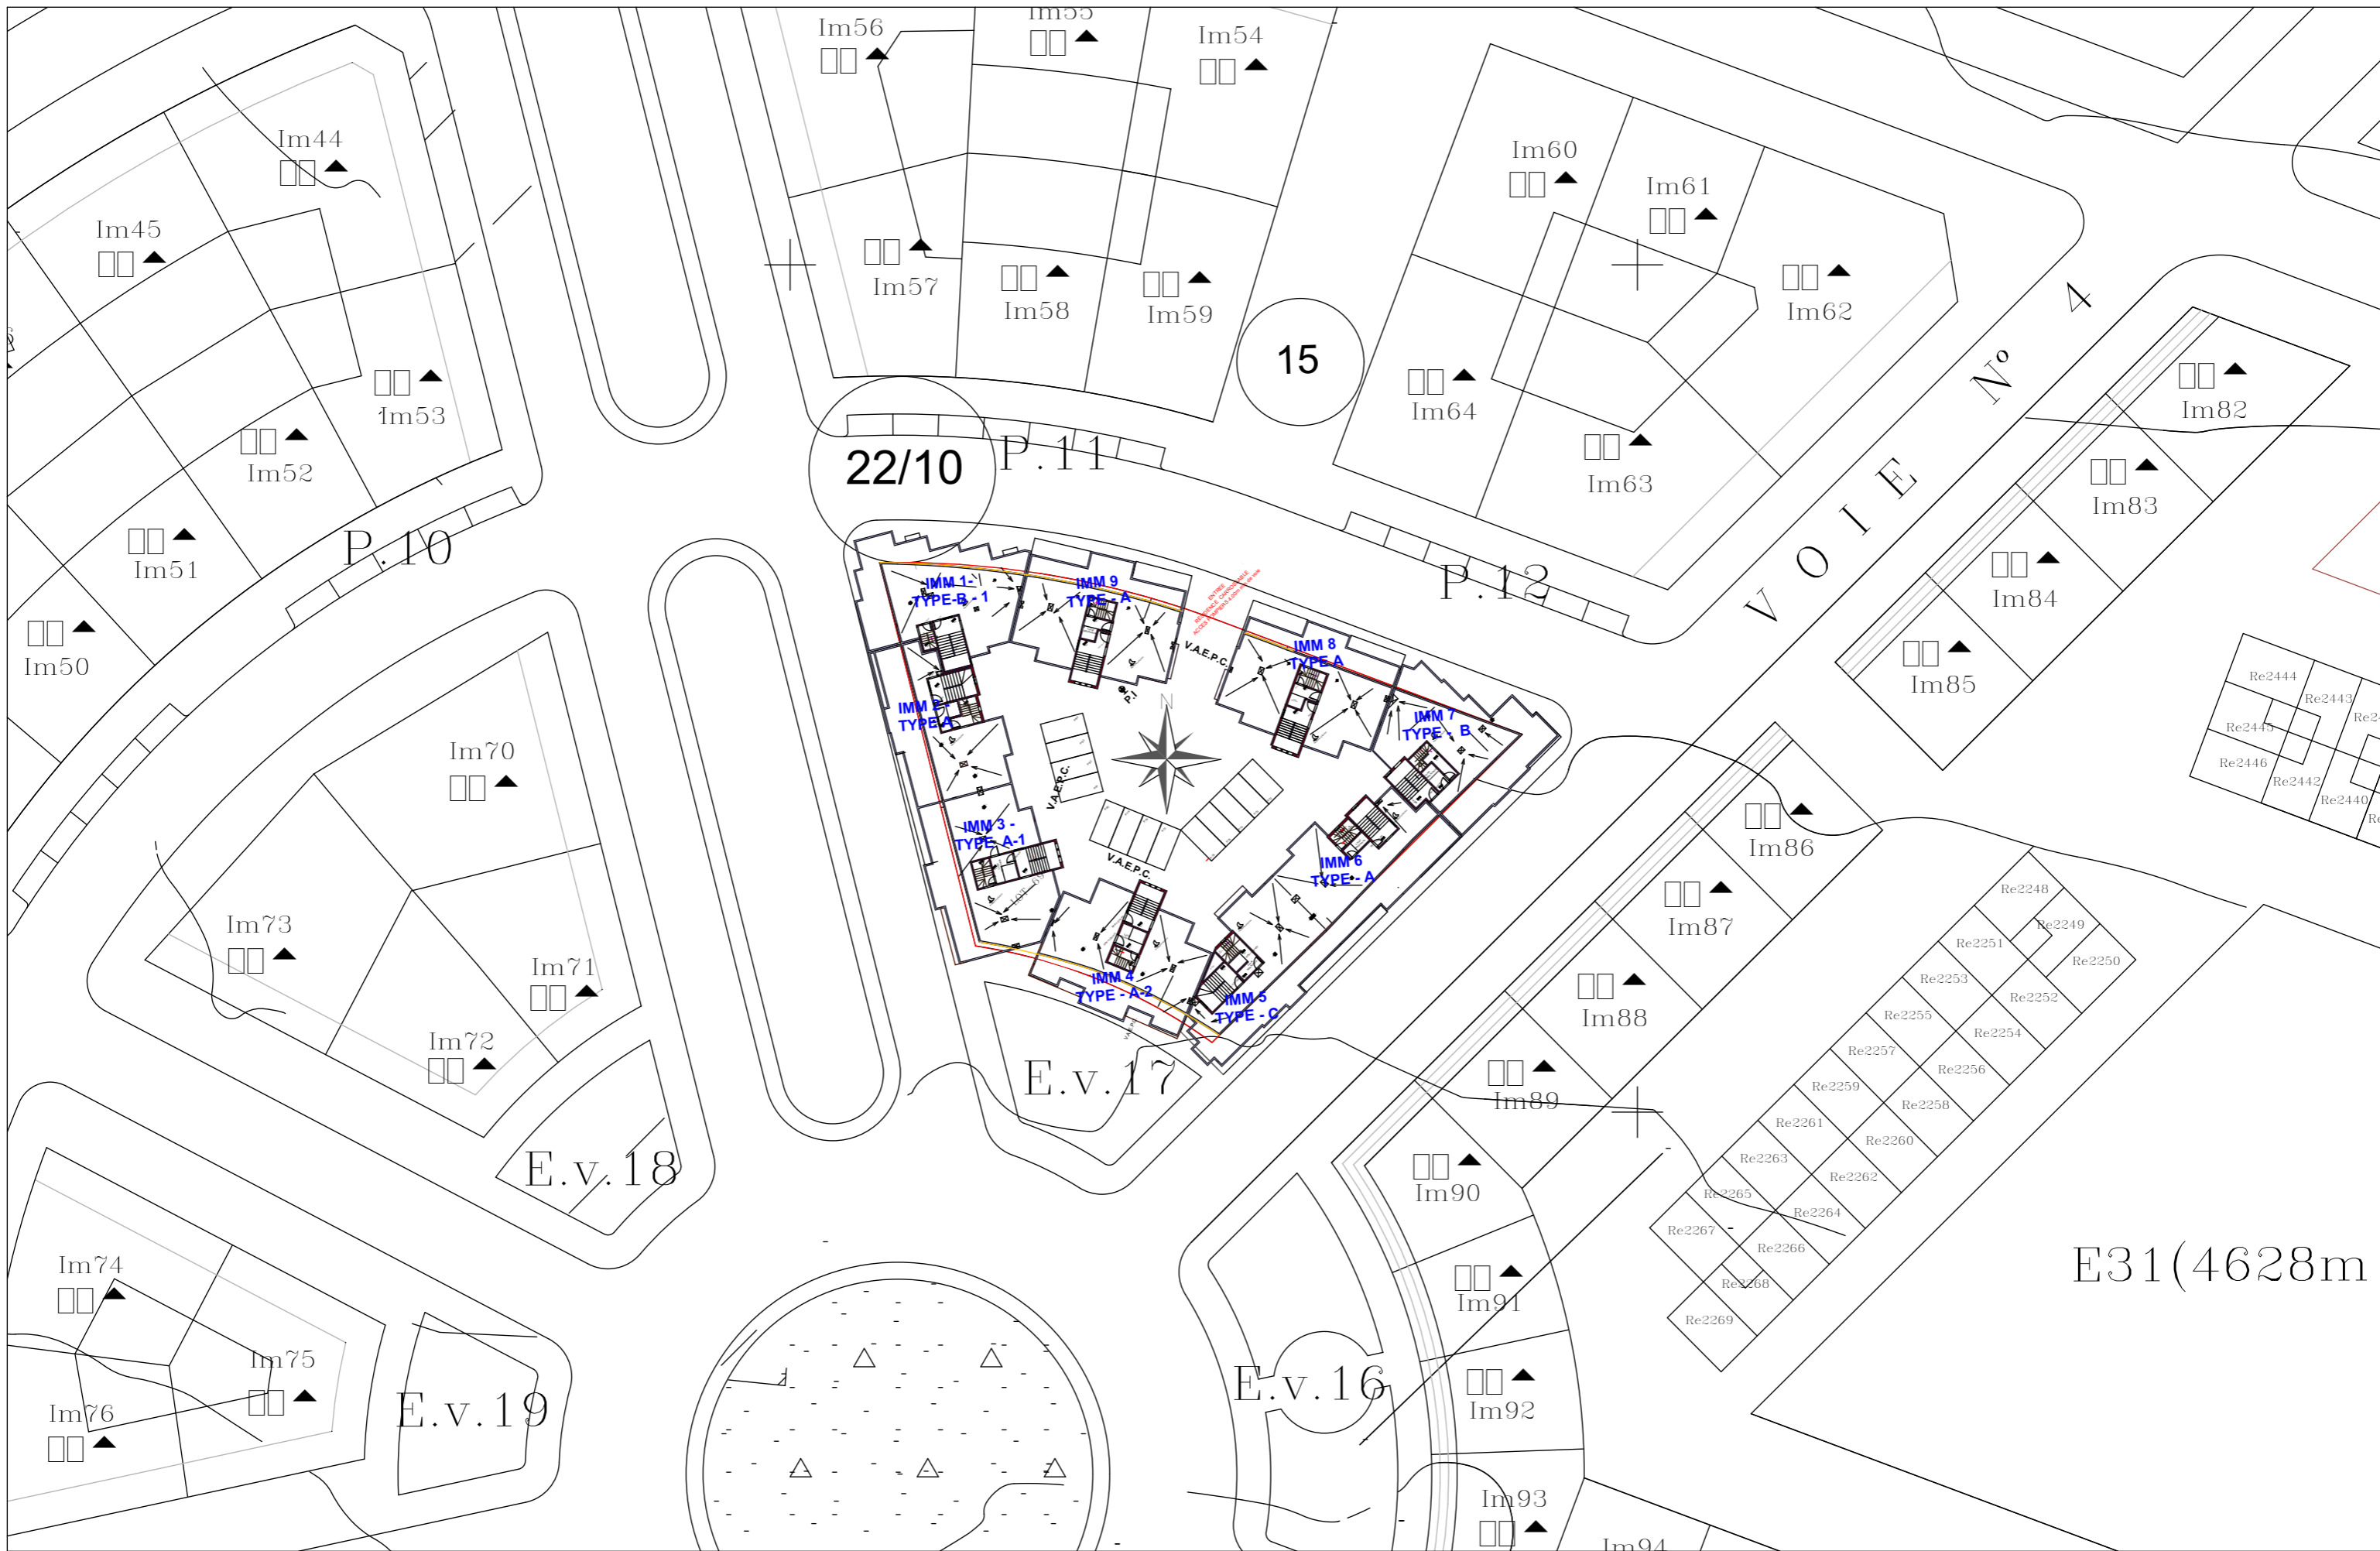 Im56
Im55
Im54
Im44
Im60
Im61
Im45
Im57
Im58
Im59
Im62
4
15
Nº
Im53
Im64
Im82
Im52
22/10
P.11
Im63
VOIE
Im83
P.10
Im51
P.12
Im84
IMM 1-
TYPE-B - 1
IMM 9
TYPE - A
ENTREE
Im50
IMM 8
TYPE A
V.A.E.P.C.
Im85
Re2444
Re2443
P.I
N
IMM 2 -
TYPE A
IMM 7
TYPE - B
Re2445
Im70
Re2446
Re2442
Re2440
V.A.E.P.C.
IMM 3 -
TYPE A-1
Im86
V.A.E.P.C.
IMM 6
TYPE - A
Re2248
Im73
Im87
Re2249
Re2251
Re2250
Im71
IMM 4
TYPE - A-2
IMM 5
TYPE - C
Re2253
Re2252
Im88
Re2255
Re2254
V.A.E.P.C.
Im72
Re2257
Re2256
E.v.17
Im89
Re2259
Re2258
Re2261
Re2260
E.v.18
Im90
Re2263
Re2262
Re2265
Re2264
Re2267
Re2266
Im74
E31(4628m
Re2268
Im91
Re2269
Im75
E.v.16
E.v.19
Im76
Im92
Im93
Im94